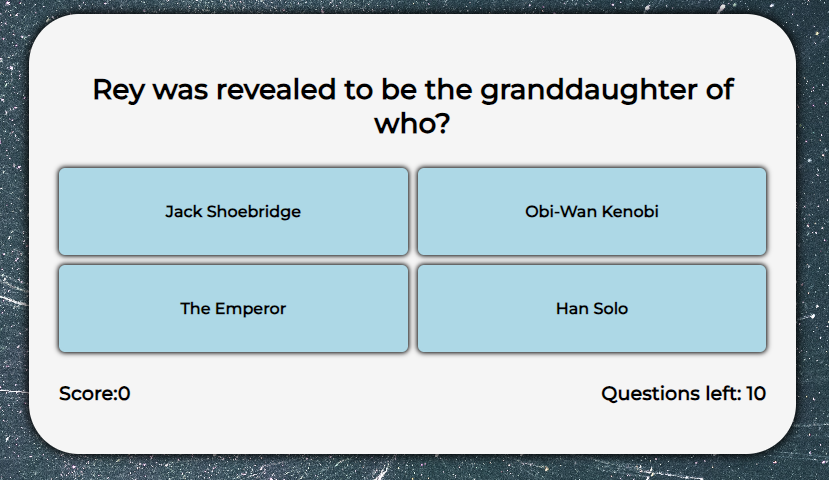 Rey was revealed to be the granddaughter of
who?
Jack Shoebridge
Obi-Wan Kenobi
The Emperor
Han Solo
Score:0
Questions left: 10